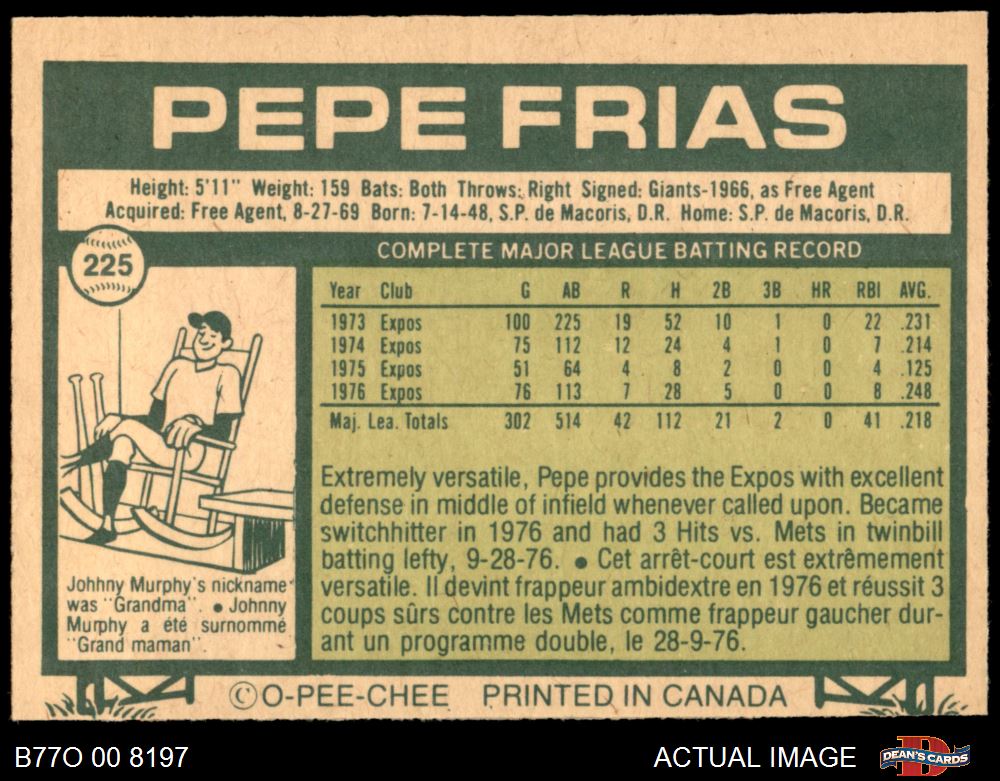 PEPE FRIAS
Height: 5'11" Weight: 159 Bats: Both Throws: Right Signed: Giants-1966, as Free Agent
Acquired: Free Agent, 8-27-69 Born: 7-14-48, S.P. de Macoris, D.R. Home: S.P. de Macoris, D.R.
225
COMPLETE MAJOR LEAGUE BATTING RECORD
Year Club G AB R H 2B 3B HR RBI AVG.
1973 Expos 100 225 19 52 10 1 0 22 .231
1974 Expos 75 112 12 24 4 1 0 7 .214
1975 Expos 51 64 4 8 2 0 0 4 .125
1976 Expos 76 113 7 28 5 0 0 8 .248
Maj. Lea. Totals 302 514 42 112 21 2 0 41 .218
Extremely versatile, Pepe provides the Expos with excellent
defense in middle of infield whenever called upon. Became
switchhitter in 1976 and had 3 Hits vs. Mets in twinbill
batting lefty, 9-28-76. ● Cet arrêt-court est extrêmement
versatile. Il devint frappeur ambidextre en 1976 et réussit 3
coups sûrs contre les Mets comme frappeur gaucher dur-
ant un programme double, le 28-9-76.
Johhny Murphy's nickname
was "Grandma". ● Johnny
Murphy a été surnommé
"Grand maman".
©O-PEE-CHEE PRINTED IN CANADA
B77O 00 8197
ACTUAL IMAGE
DEAN'S CARDS